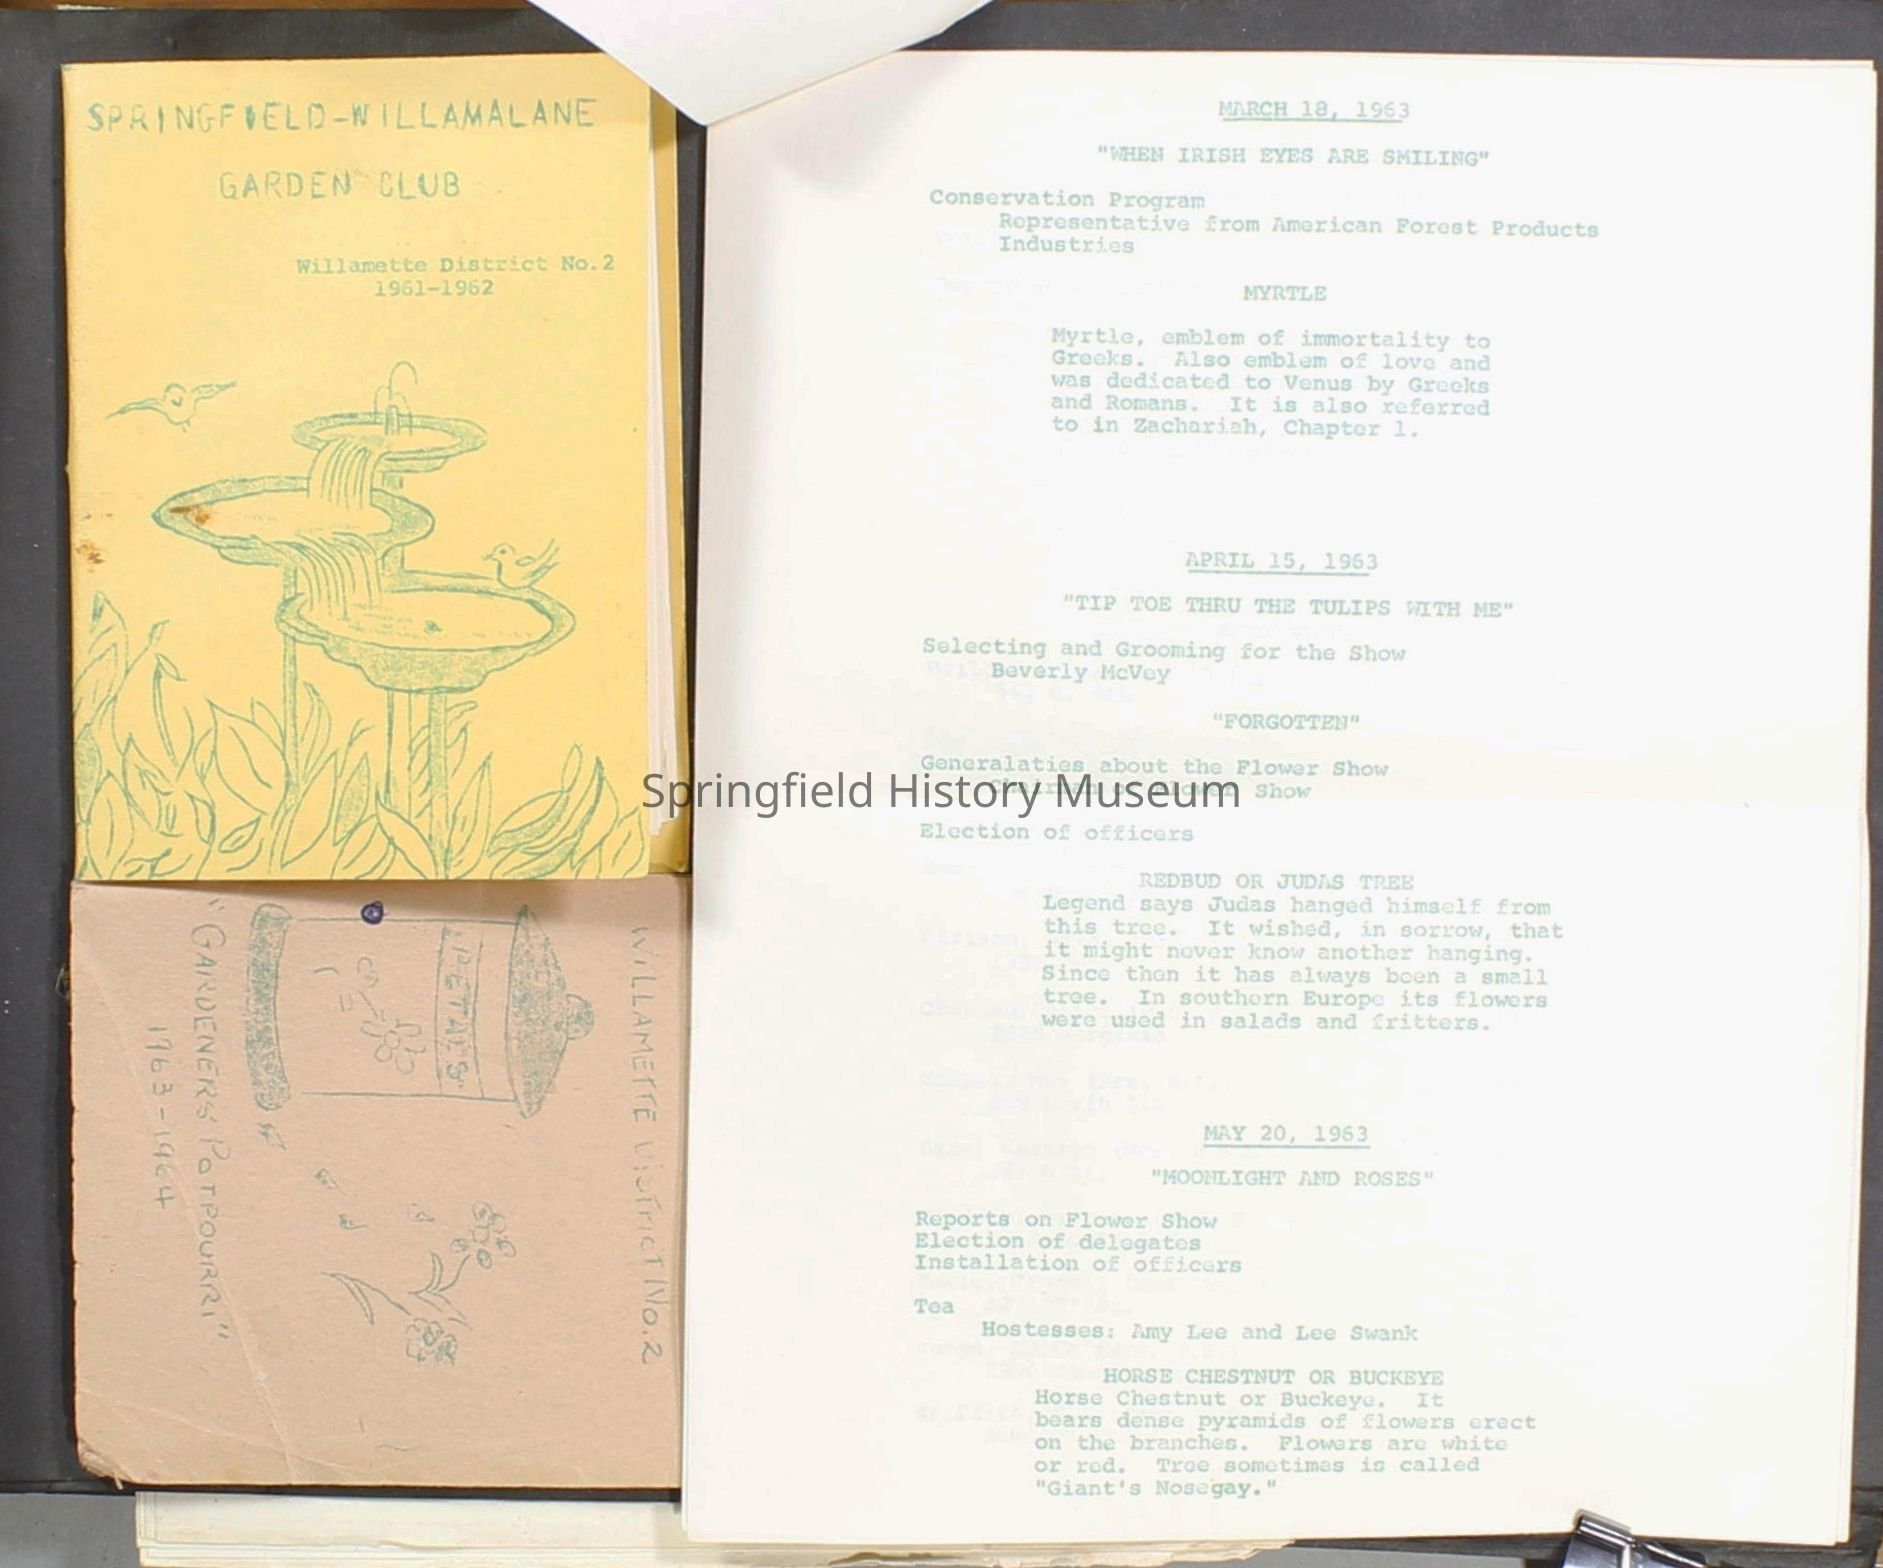 SPRINGFIELD-WILLAMALANE
GARDEN CLUB
Willamette District No.2
1961-1962
WILLAMETTE DISTRICT NO.2
PETALS
"GARDENERS POTPOURRI"
1963-1964
MARCH 18, 1963
"WHEN IRISH EYES ARE SMILING"
Conservation Program
Representative from American Forest Products
Industries
MYRTLE
Myrtle, emblem of immortality to
Greeks. Also emblem of love and
was dedicated to Venus by Greeks
and Romans. It is also referred
to in Zachariah, Chapter 1.
APRIL 15, 1963
"TIP TOE THRU THE TULIPS WITH ME"
Selecting and Grooming for the Show
Beverly McVey
"FORGOTTEN"
Generalaties about the Flower Show
Chairman of Flower Show
Election of officers
REDBUD OR JUDAS TREE
Legend says Judas hanged himself from
this tree. It wished, in sorrow, that
it might never know another hanging.
Since then it has always been a small
tree. In southern Europe its flowers
were used in salads and fritters.
MAY 20, 1963
"MOONLIGHT AND ROSES"
Reports on Flower Show
Election of delegates
Installation of officers
Tea
Hostesses: Amy Lee and Lee Swank
HORSE CHESTNUT OR BUCKEYE
Horse Chestnut or Buckeye. It
bears dense pyramids of flowers erect
on the branches. Flowers are white
or red. Tree sometimes is called
"Giant's Nosegay."
Springfield History Museum